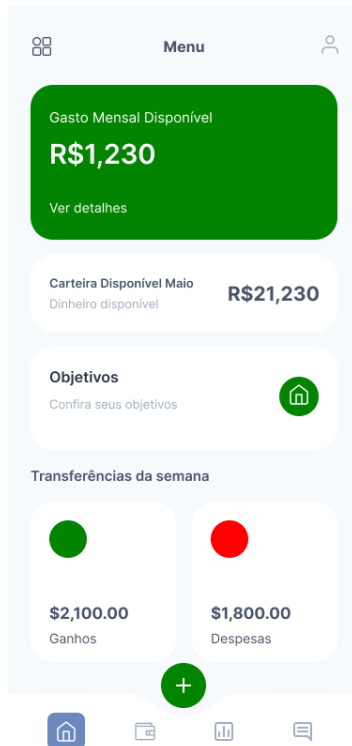 Menu
Gasto Mensal Disponível
R$1,230
Ver detalhes
Carteira Disponível Maio
Dinheiro disponível
R$21,230
Objetivos
Confira seus objetivos
Transferências da semana
$2,100.00
Ganhos
$1,800.00
Despesas